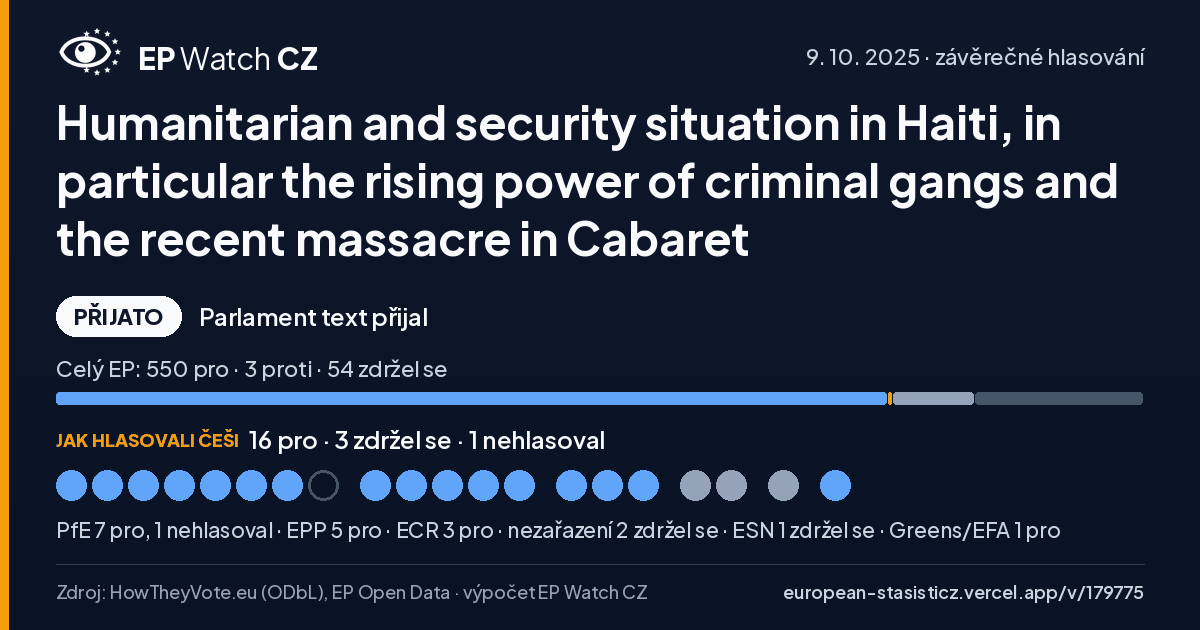 EP Watch CZ
9. 10. 2025 · závěrečné hlasování
Humanitarian and security situation in Haiti, in
particular the rising power of criminal gangs and
the recent massacre in Cabaret
PŘIJATO Parlament text přijal
Celý EP: 550 pro · 3 proti · 54 zdržel se
JAK HLASOVALI ČEŠI 16 pro · 3 zdržel se · 1 nehlasoval
PfE 7 pro, 1 nehlasoval · EPP 5 pro · ECR 3 pro · nezařazení 2 zdržel se · ESN 1 zdržel se · Greens/EFA 1 pro
Zdroj: HowTheyVote.eu (ODbL), EP Open Data · výpočet EP Watch CZ
european-stasisticz.vercel.app/v/179775